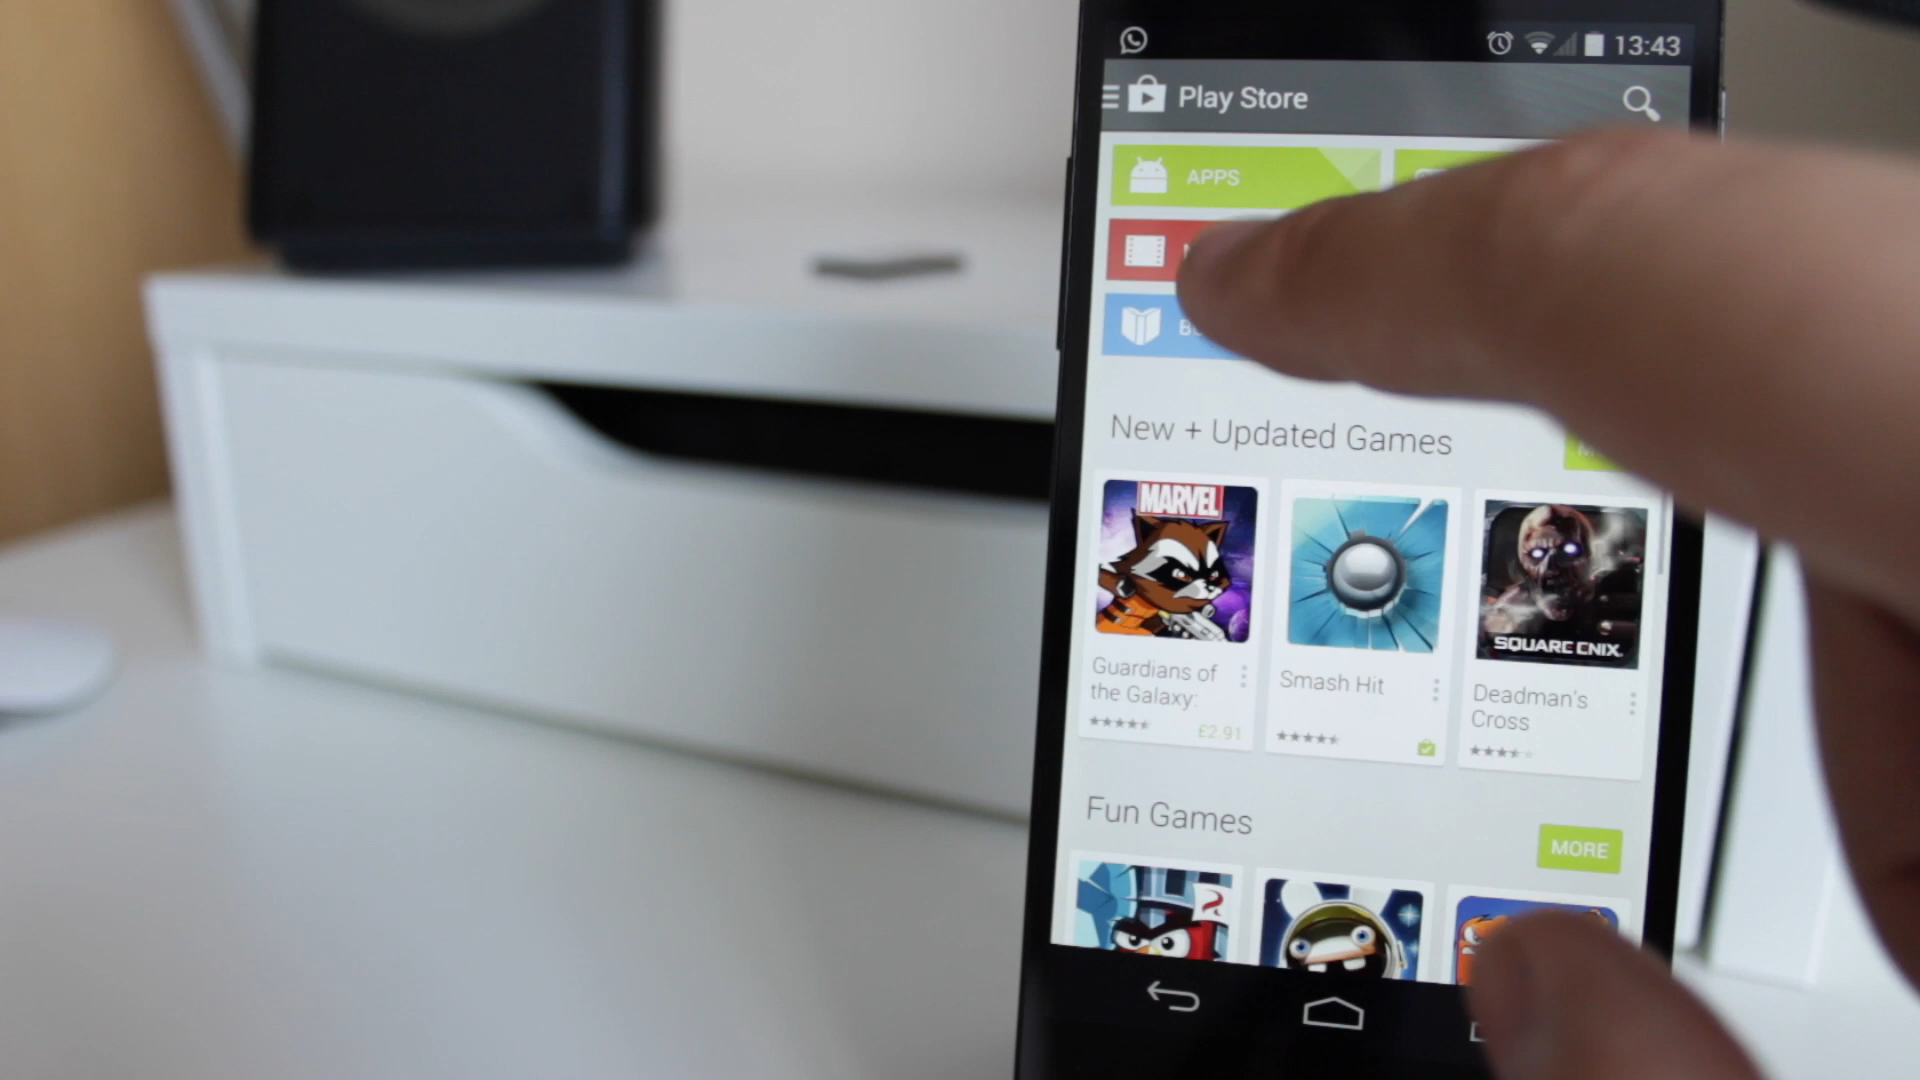 13:43
Play Store
APPS
New + Updated Games
MARVEL
SQUARE ENIX
Guardians of
the Galaxy:
£2.91
Smash Hit
Deadman's
Cross
Fun Games
MORE